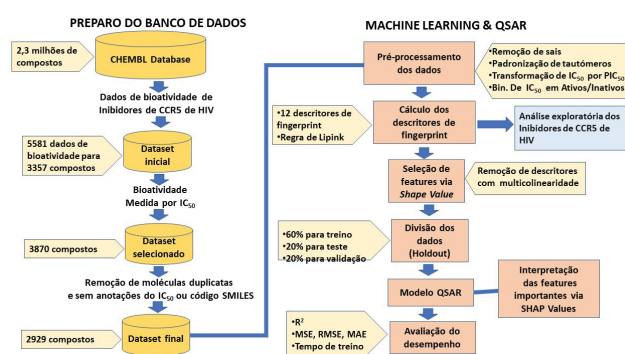 PREPARO DO BANCO DE DADOS
2,3 milhões de
compostos
CHEMBL Database
Dados de bioatividade de
Inibidores de CCR5 de HIV
5581 dados de
bioatividade para
3357 compostos
Dataset
inicial
Bioatividade
Medida por IC50
3870 compostos
Dataset
selecionado
Remoção de moléculas duplicatas
e sem anotações do IC50 ou código SMILES
2929 compostos
Dataset final
MACHINE LEARNING & QSAR
Pré-processamento
dos dados
•Remoção de sais
•Padronização de tautómeros
•Transformação de IC50 por PIC50
•Bin. De IC50 em Ativos/Inativos
•12 descritores de
fingerprint
•Regra de Lipink
Cálculo dos
descritores de
fingerprint
Análise exploratória dos
Inibidores de CCR5 de
HIV
Seleção de
features via
Shape Value
Remoção de descritores
com multicolinearidade
•60% para treino
•20% para teste
•20% para validação
Divisão dos
dados
(Holdout)
Modelo QSAR
Interpretação
das features
importantes via
SHAP Values
•R²
•MSE, RMSE, MAE
•Tempo de treino
Avaliação do
desempenho